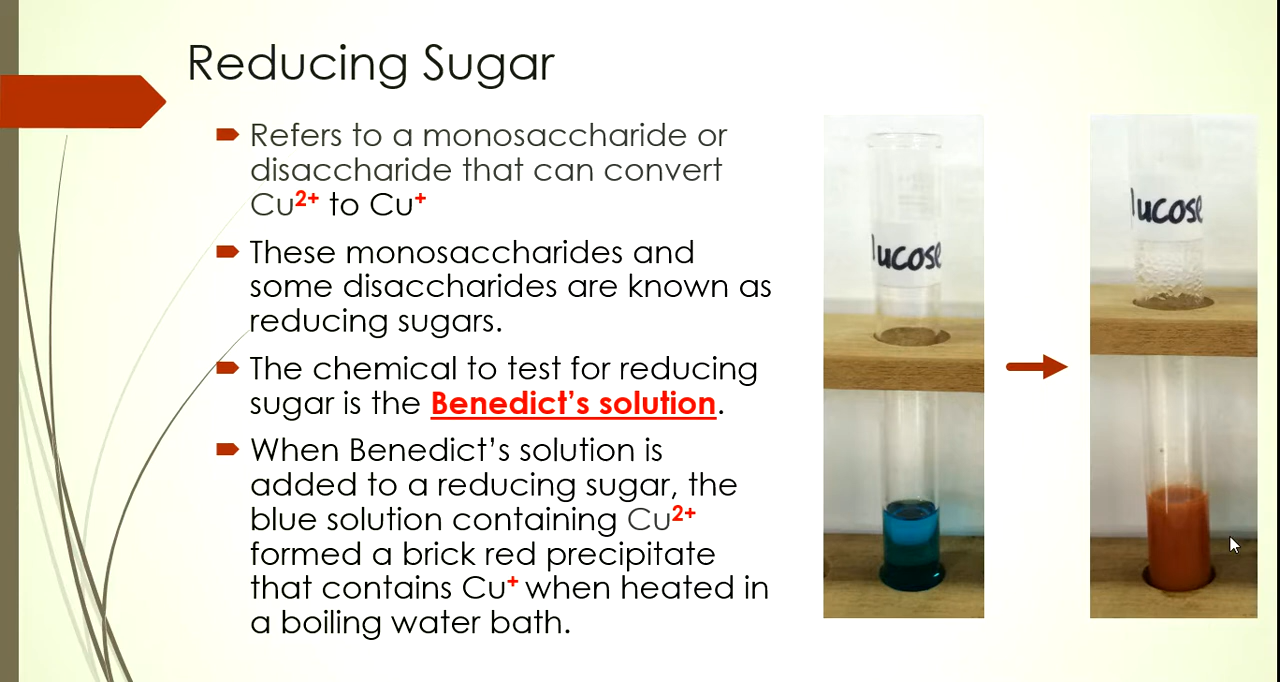 Reducing Sugar
Refers to a monosaccharide or
disaccharide that can convert
Cu²⁺ to Cu⁺
These monosaccharides and
some disaccharides are known as
reducing sugars.
The chemical to test for reducing
sugar is the Benedict’s solution.
When Benedict’s solution is
added to a reducing sugar, the
blue solution containing Cu²⁺
formed a brick red precipitate
that contains Cu⁺ when heated in
a boiling water bath.
lucose
lucose